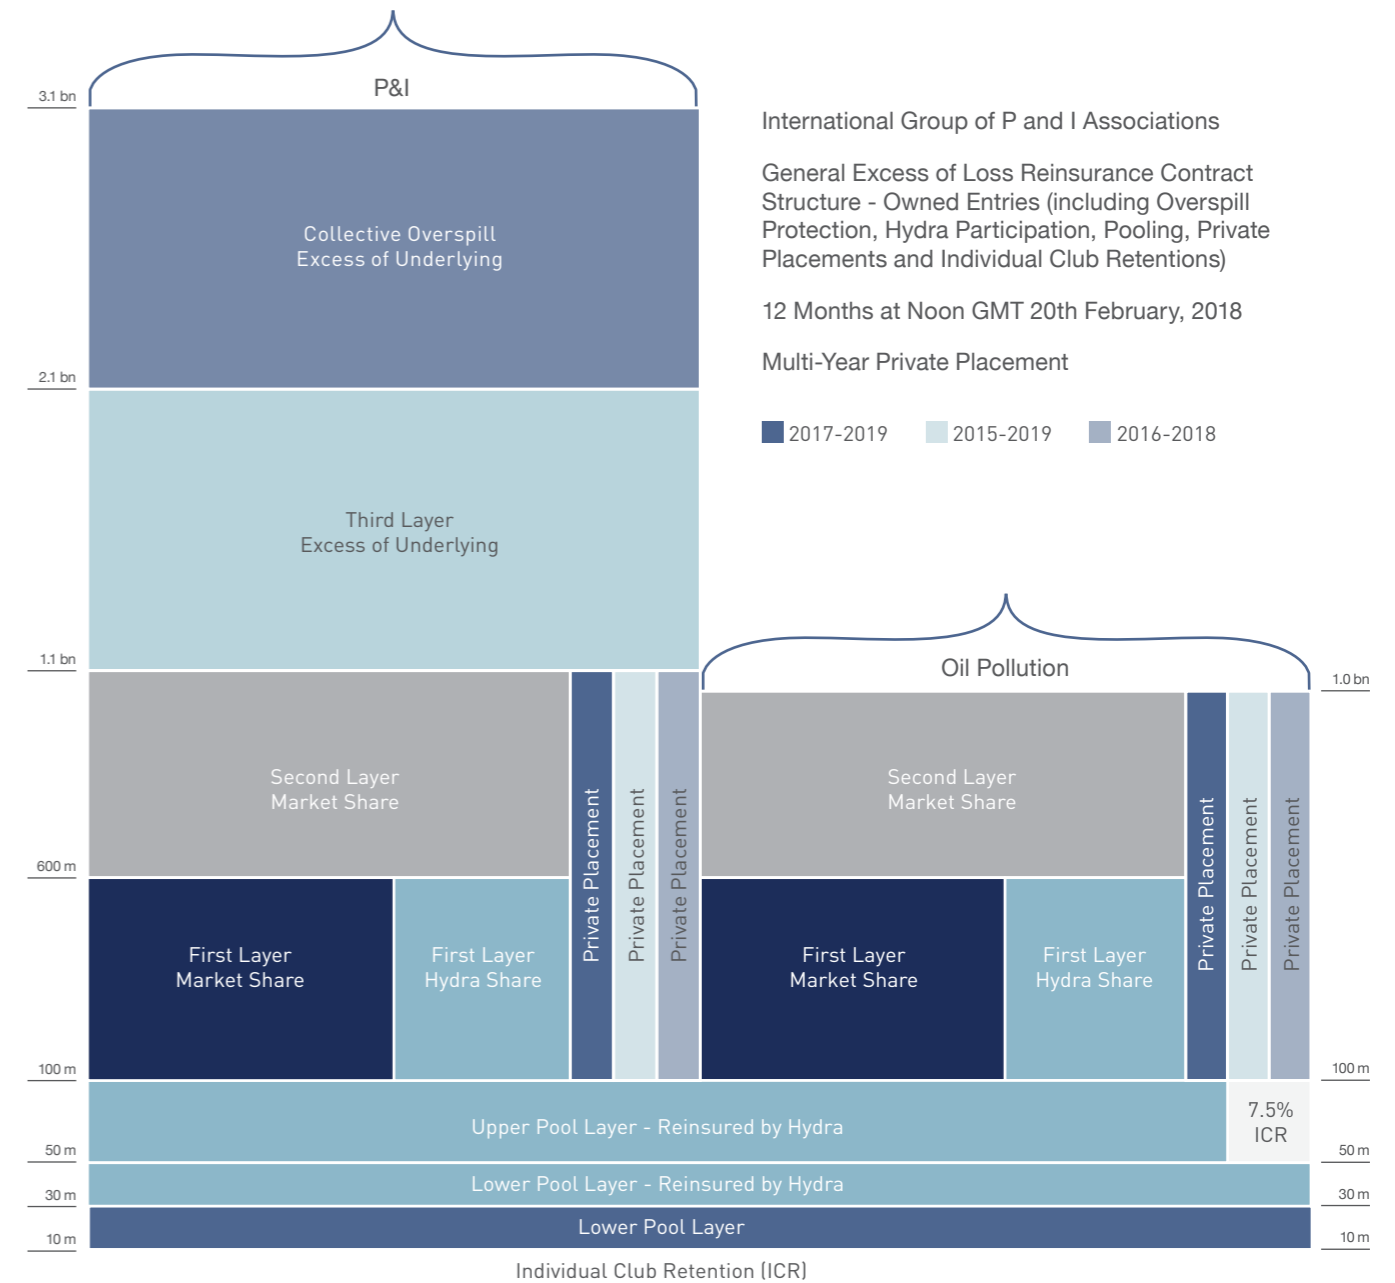 P&I
3.1 bn
International Group of P and I Associations
General Excess of Loss Reinsurance Contract
Structure - Owned Entries (including Overspill
Protection, Hydra Participation, Pooling, Private
Placements and Individual Club Retentions)
12 Months at Noon GMT 20th February, 2018
Multi-Year Private Placement
2017-2019
2015-2019
2016-2018
Collective Overspill
Excess of Underlying
2.1 bn
Third Layer
Excess of Underlying
1.1 bn
Oil Pollution
1.0 bn
Second Layer
Market Share
Private Placement
Private Placement
Private Placement
Second Layer
Market Share
Private Placement
Private Placement
Private Placement
600 m
First Layer
Market Share
First Layer
Hydra Share
First Layer
Market Share
First Layer
Hydra Share
100 m
100 m
Upper Pool Layer - Reinsured by Hydra
7.5%
ICR
50 m
50 m
Lower Pool Layer - Reinsured by Hydra
30 m
30 m
Lower Pool Layer
10 m
10 m
Individual Club Retention (ICR)